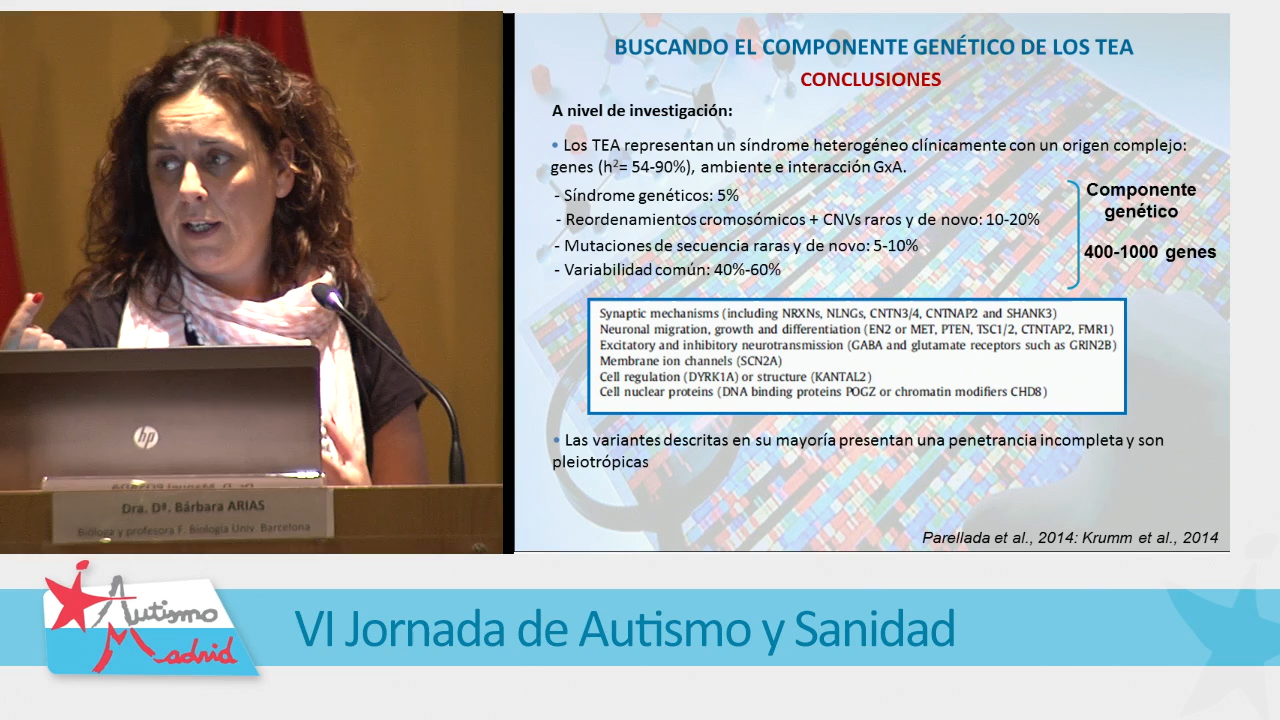 BUSCANDO EL COMPONENTE GENÉTICO DE LOS TEA
CONCLUSIONES
A nivel de investigación:
• Los TEA representan un síndrome heterogéneo clínicamente con un origen complejo:
genes (h²= 54-90%), ambiente e interacción GxA.
- Síndrome genéticos: 5%
- Reordenamientos cromosómicos + CNVs raros y de novo: 10-20%
- Mutaciones de secuencia raras y de novo: 5-10%
- Variabilidad común: 40%-60%
Componente
genético
400-1000 genes
Synaptic mechanisms (including NRXNs, NLNGs, CNTN3/4, CNTNAP2 and SHANK3)
Neuronal migration, growth and differentiation (EN2 or MET, PTEN, TSC1/2, CTNTAP2, FMR1)
Excitatory and inhibitory neurotransmission (GABA and glutamate receptors such as GRIN2B)
Membrane ion channels (SCN2A)
Cell regulation (DYRK1A) or structure (KANTAL2)
Cell nuclear proteins (DNA binding proteins POGZ or chromatin modifiers CHD8)
• Las variantes descritas en su mayoría presentan una penetrancia incompleta y son
pleiotrópicas
Parellada et al., 2014: Krumm et al., 2014
hp
Dra. Dª. Bárbara ARIAS
Bióloga y profesora F. Biología Univ. Barcelona
Autismo
Madrid
VI Jornada de Autismo y Sanidad